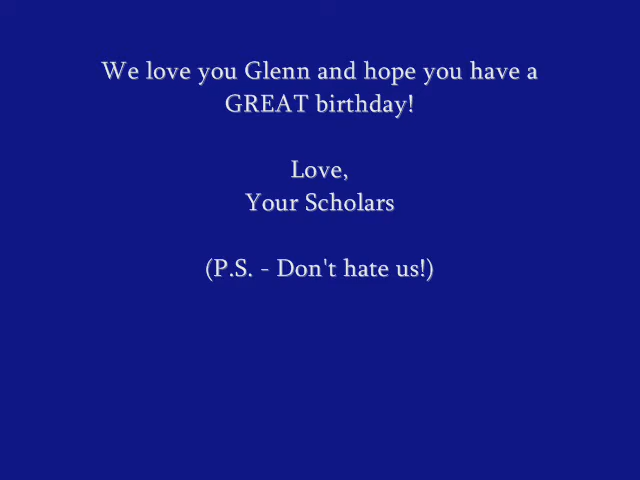 We love you Glenn and hope you have a
GREAT birthday!
Love,
Your Scholars
(P.S. - Don't hate us!)